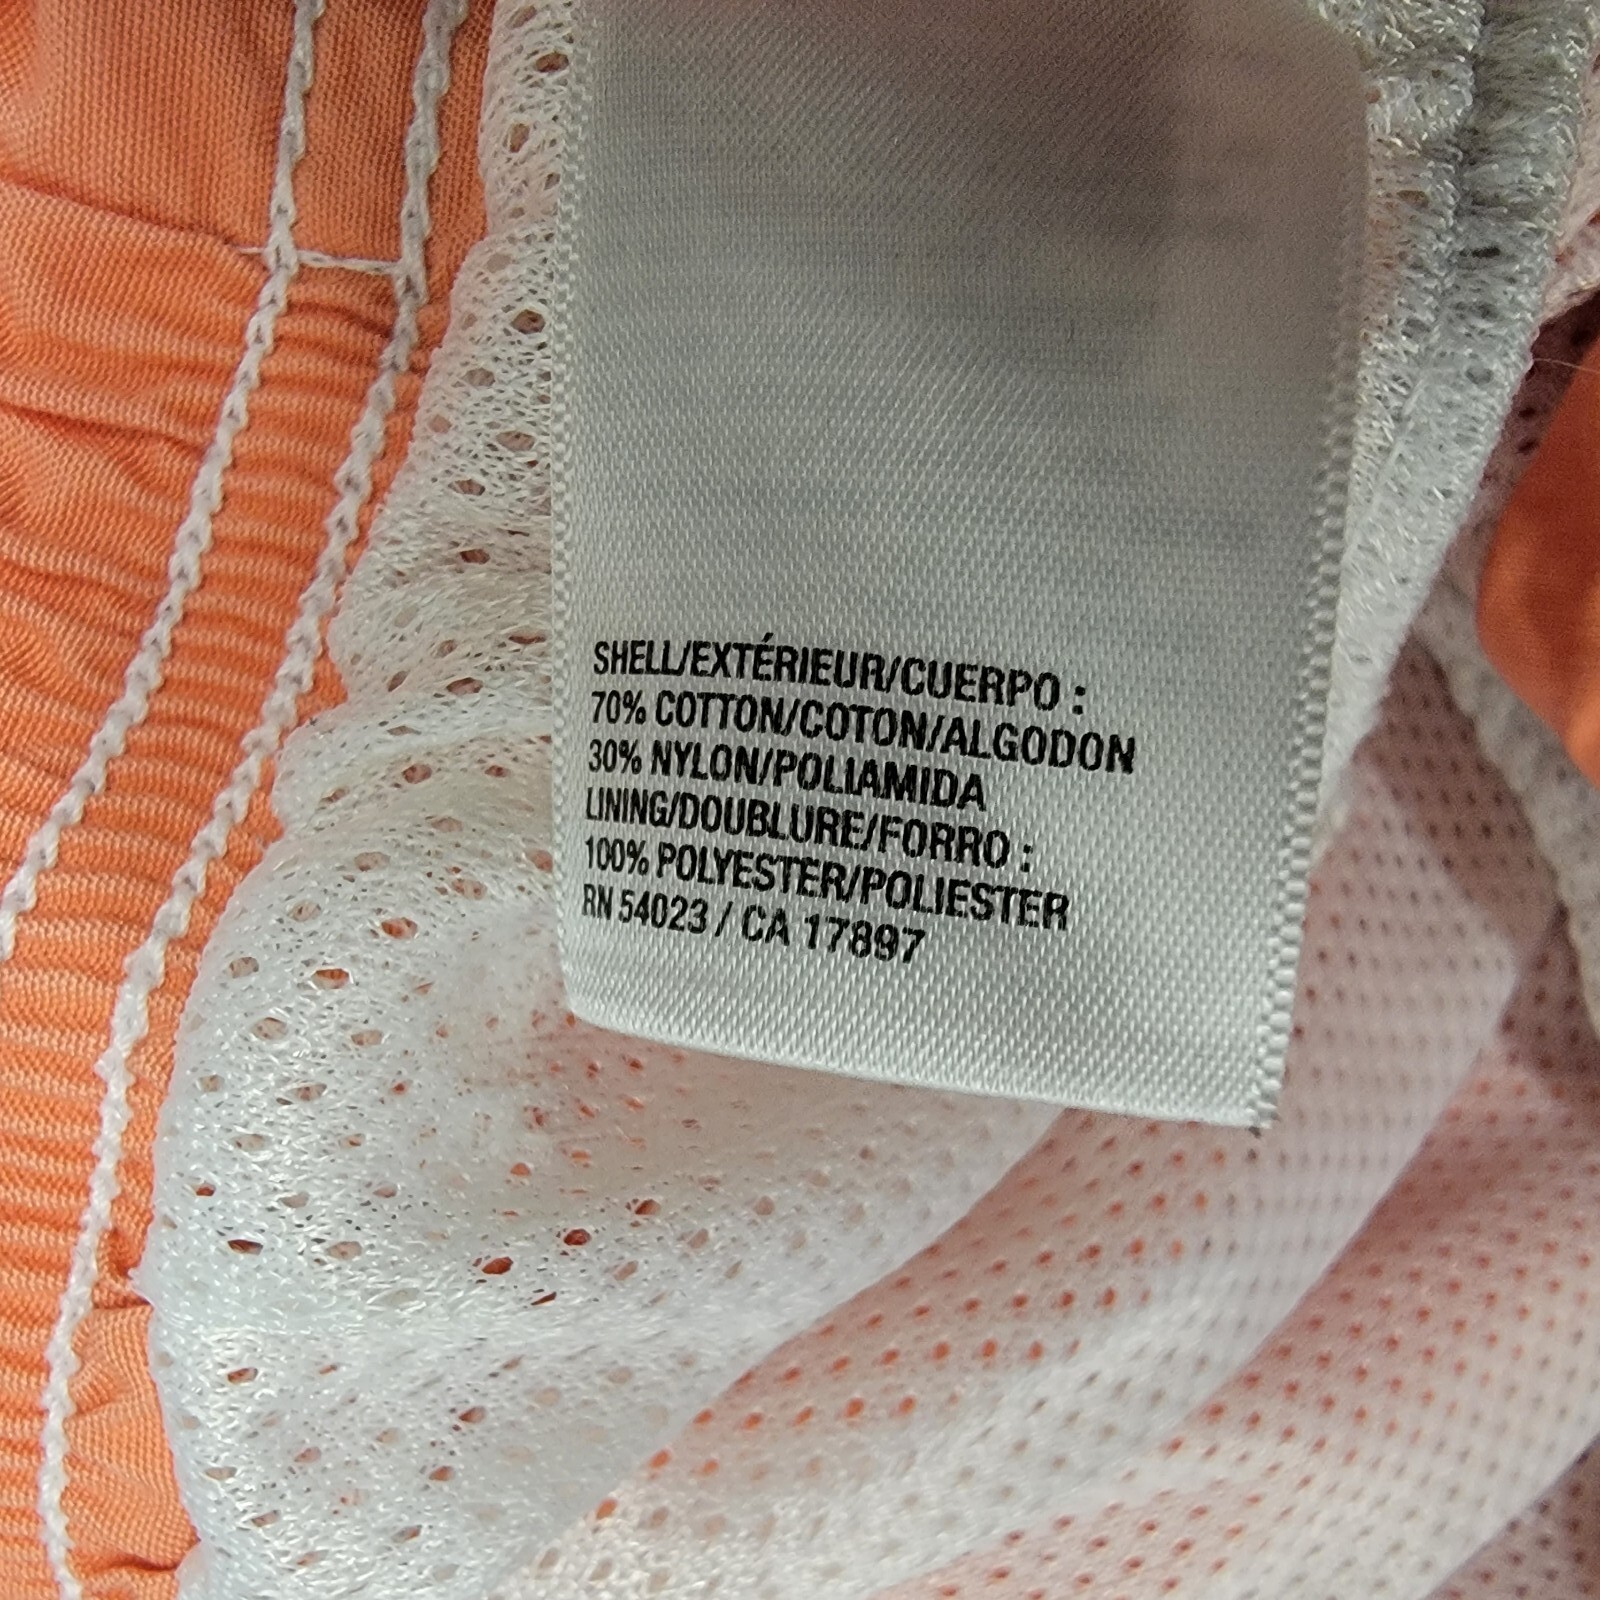 SHELL/EXTÉRIEUR/CUERPO :
70% COTTON/COTON/ALGODON
30% NYLON/POLIAMIDA
LINING/DOUBLURE/FORRO :
100% POLYESTER/POLIESTER
RN 54023 / CA 17897